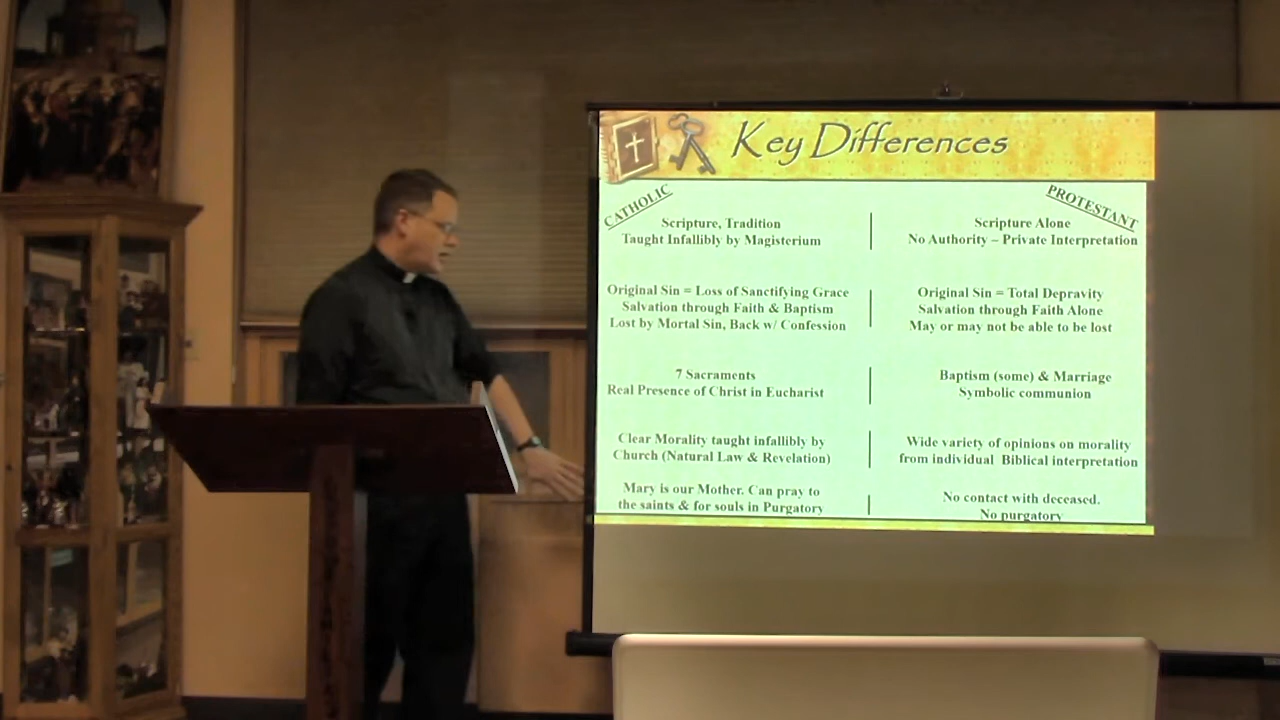 Key Differences
CATHOLIC
PROTESTANT
Scripture, Tradition
Taught Infallibly by Magisterium
Scripture Alone
No Authority – Private Interpretation
Original Sin = Loss of Sanctifying Grace
Salvation through Faith & Baptism
Lost by Mortal Sin, Back w/ Confession
Original Sin = Total Depravity
Salvation through Faith Alone
May or may not be able to be lost
7 Sacraments
Real Presence of Christ in Eucharist
Baptism (some) & Marriage
Symbolic communion
Clear Morality taught infallibly by
Church (Natural Law & Revelation)
Wide variety of opinions on morality
from individual Biblical interpretation
Mary is our Mother. Can pray to
the saints & for souls in Purgatory
No contact with deceased.
No purgatory